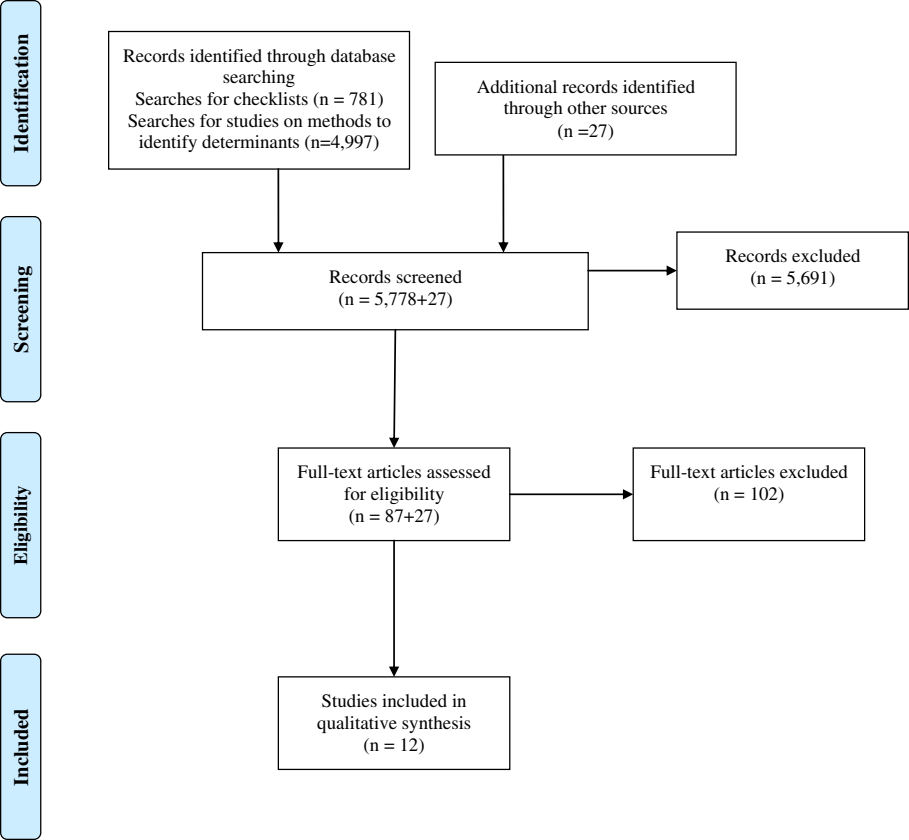 Identification
Records identified through database
searching
Searches for checklists (n = 781)
Searches for studies on methods to
identify determinants (n=4,997)
Additional records identified
through other sources
(n =27)
Screening
Records screened
(n = 5,778+27)
Records excluded
(n = 5,691)
Eligibility
Full-text articles assessed
for eligibility
(n = 87+27)
Full-text articles excluded
(n = 102)
Included
Studies included in
qualitative synthesis
(n = 12)